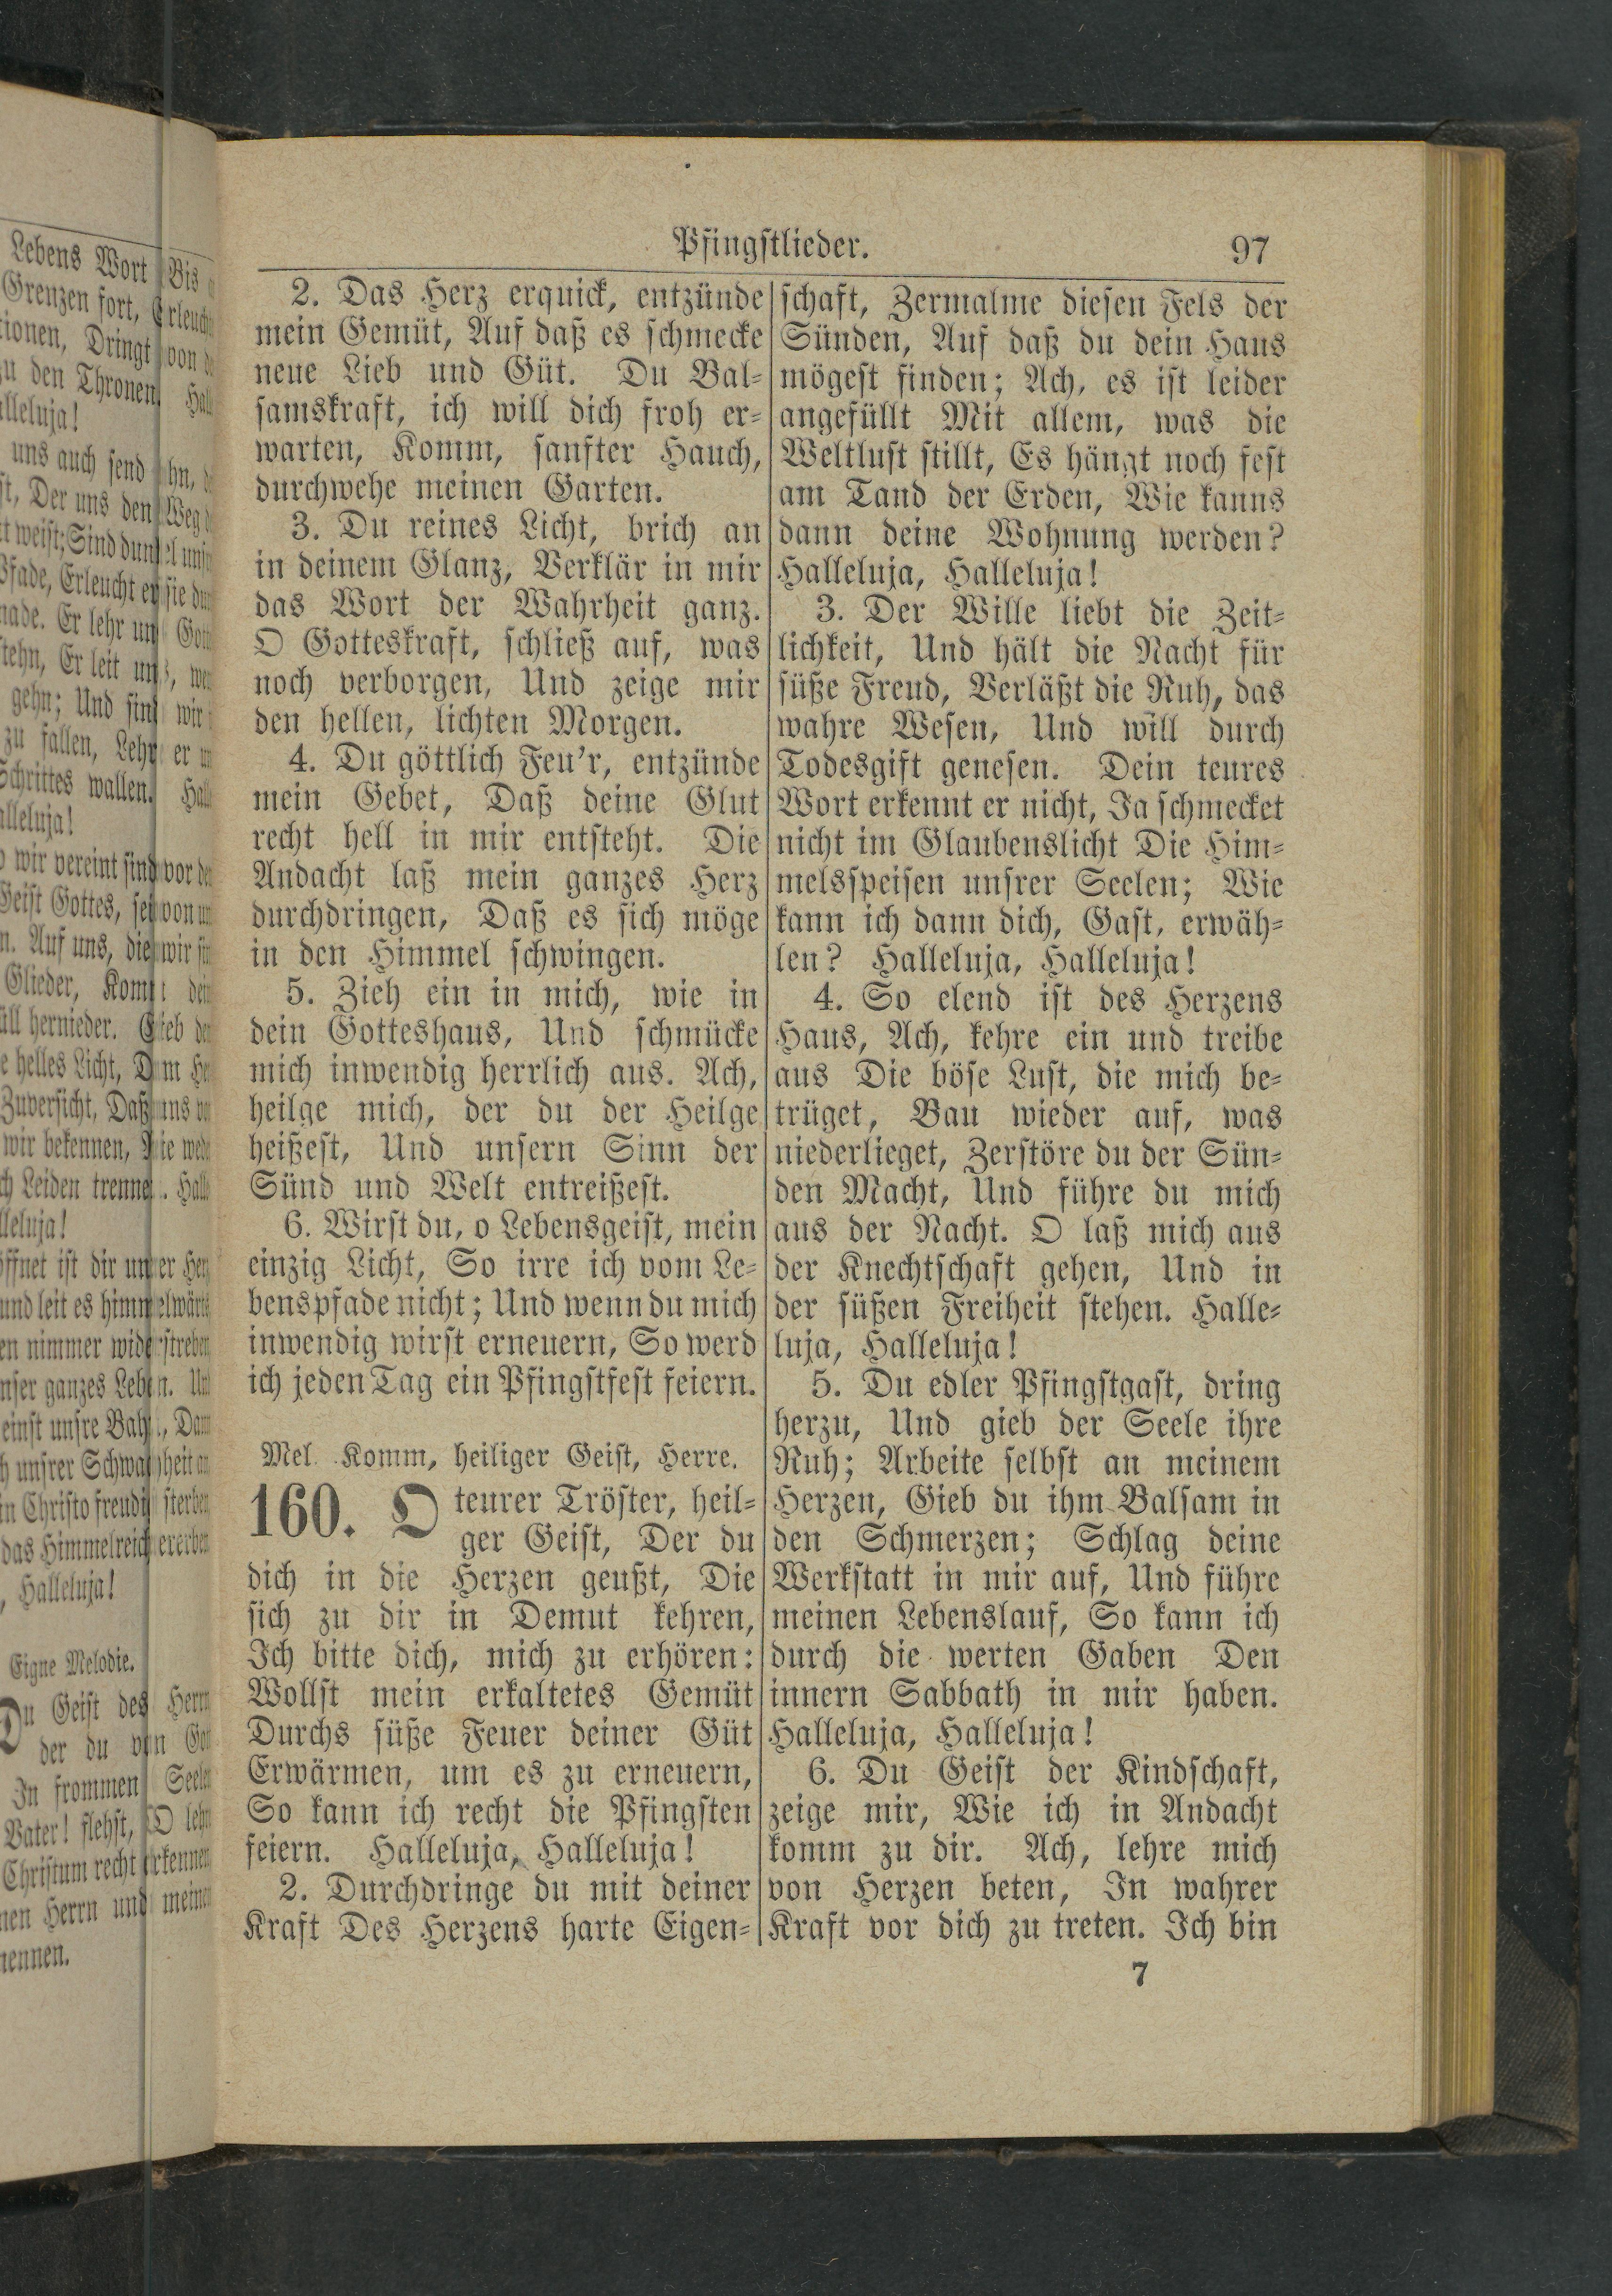 Pfingstlieder.
97
2. Das Herz erquick, entzünde
mein Gemüt, Auf daß es schmecke
neue Lieb und Güt. Du Bal-
samskraft, ich will dich froh er-
warten, Komm, sanfter Hauch,
durchwehe meinen Garten.
3. Du reines Licht, brich an
in deinem Glanz, Verklär in mir
das Wort der Wahrheit ganz.
O Gotteskraft, schließ auf, was
noch verborgen, Und zeige mir
den hellen, lichten Morgen.
4. Du göttlich Feu'r, entzünde
mein Gebet, Daß deine Glut
recht hell in mir entsteht. Die
Andacht laß mein ganzes Herz
durchdringen, Daß es sich möge
in den Himmel schwingen.
5. Zieh ein in mich, wie in
dein Gotteshaus, Und schmücke
mich inwendig herrlich aus. Ach,
heilge mich, der du der Heilge
heißest, Und unsern Sinn der
Sünd und Welt entreißest.
6. Wirst du, o Lebensgeist, mein
einzig Licht, So irre ich vom Le-
benspfade nicht; Und wenn du mich
inwendig wirst erneuern, So werd
ich jeden Tag ein Pfingstfest feiern.
Mel. Komm, heiliger Geist, Herre.
160. O teurer Tröster, heil-
ger Geist, Der du
dich in die Herzen geußt, Die
sich zu dir in Demut kehren,
Ich bitte dich, mich zu erhören:
Wollst mein erkaltetes Gemüt
Durchs süße Feuer deiner Güt
Erwärmen, um es zu erneuern,
So kann ich recht die Pfingsten
feiern. Halleluja, Halleluja!
2. Durchdringe du mit deiner
Kraft Des Herzens harte Eigen-
schaft, Zermalme diesen Fels der
Sünden, Auf daß du dein Haus
mögest finden; Ach, es ist leider
angefüllt Mit allem, was die
Weltlust stillt, Es hängt noch fest
am Tand der Erden, Wie kanns
dann deine Wohnung werden?
Halleluja, Halleluja!
3. Der Wille liebt die Zeit-
lichkeit, Und hält die Nacht für
süße Freud, Verläßt die Ruh, das
wahre Wesen, Und will durch
Todesgift genesen. Dein teures
Wort erkennt er nicht, Ja schmecket
nicht im Glaubenslicht Die Him-
melsspeisen unsrer Seelen; Wie
kann ich dann dich, Gast, erwäh-
len? Halleluja, Halleluja!
4. So elend ist des Herzens
Haus, Ach, kehre ein und treibe
aus Die böse Lust, die mich be-
trüget, Bau wieder auf, was
niederlieget, Zerstöre du der Sün-
den Macht, Und führe du mich
aus der Nacht. O laß mich aus
der Knechtschaft gehen, Und in
der süßen Freiheit stehen. Halle-
luja, Halleluja!
5. Du edler Pfingstgast, dring
herzu, Und gieb der Seele ihre
Ruh; Arbeite selbst an meinem
Herzen, Gieb du ihm Balsam in
den Schmerzen; Schlag deine
Werkstatt in mir auf, Und führe
meinen Lebenslauf, So kann ich
durch die werten Gaben Den
innern Sabbath in mir haben.
Halleluja, Halleluja!
6. Du Geist der Kindschaft,
zeige mir, Wie ich in Andacht
komm zu dir. Ach, lehre mich
von Herzen beten, In wahrer
Kraft vor dich zu treten. Ich bin
7